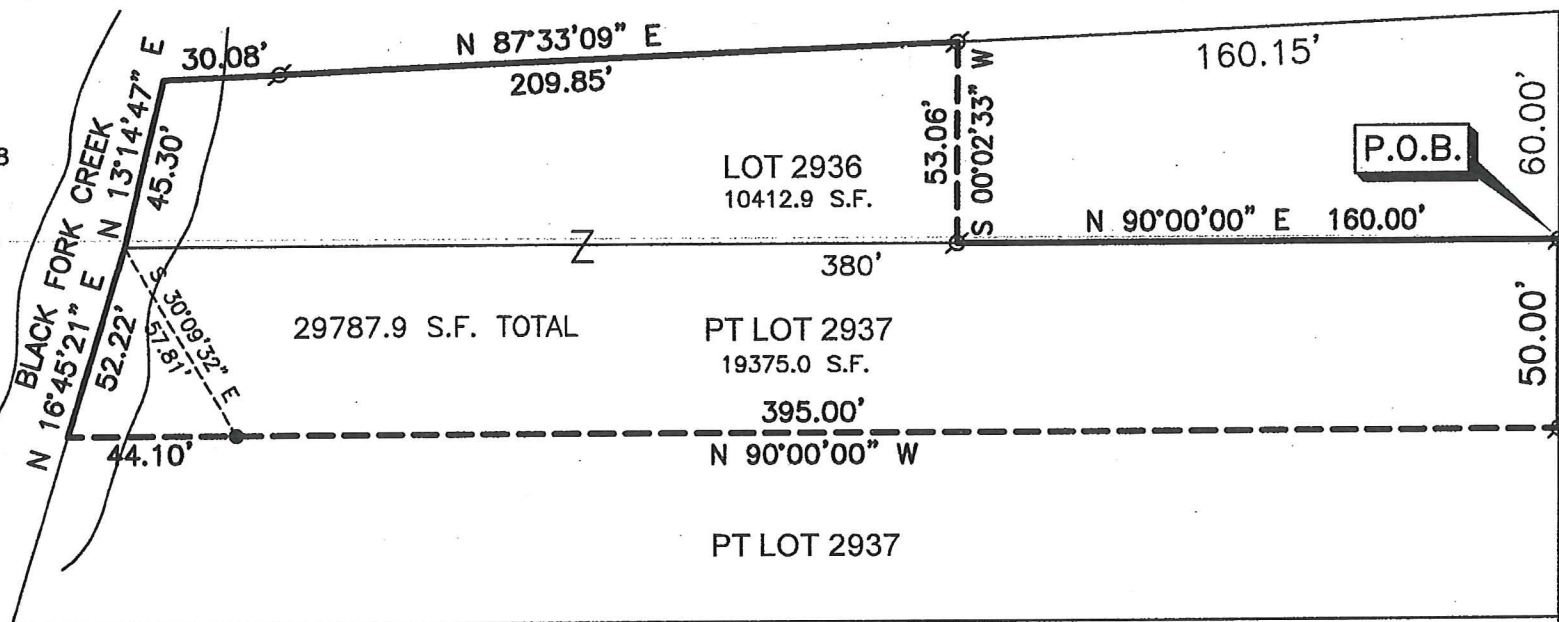 30.08'
N 87°33'09" E
209.85'
160.15'
60.00'
P.O.B.
N 13°14'47" E
45.30'
LOT 2936
10412.9 S.F.
53.06'
S 00°02'33" W
N 90°00'00" E 160.00'
8
BLACK FORK CREEK
Z
380'
N 16°45'21" E
52.22'
S 30°09'32" E
57.81'
29787.9 S.F. TOTAL
PT LOT 2937
19375.0 S.F.
50.00'
395.00'
44.10'
N 90°00'00" W
PT LOT 2937